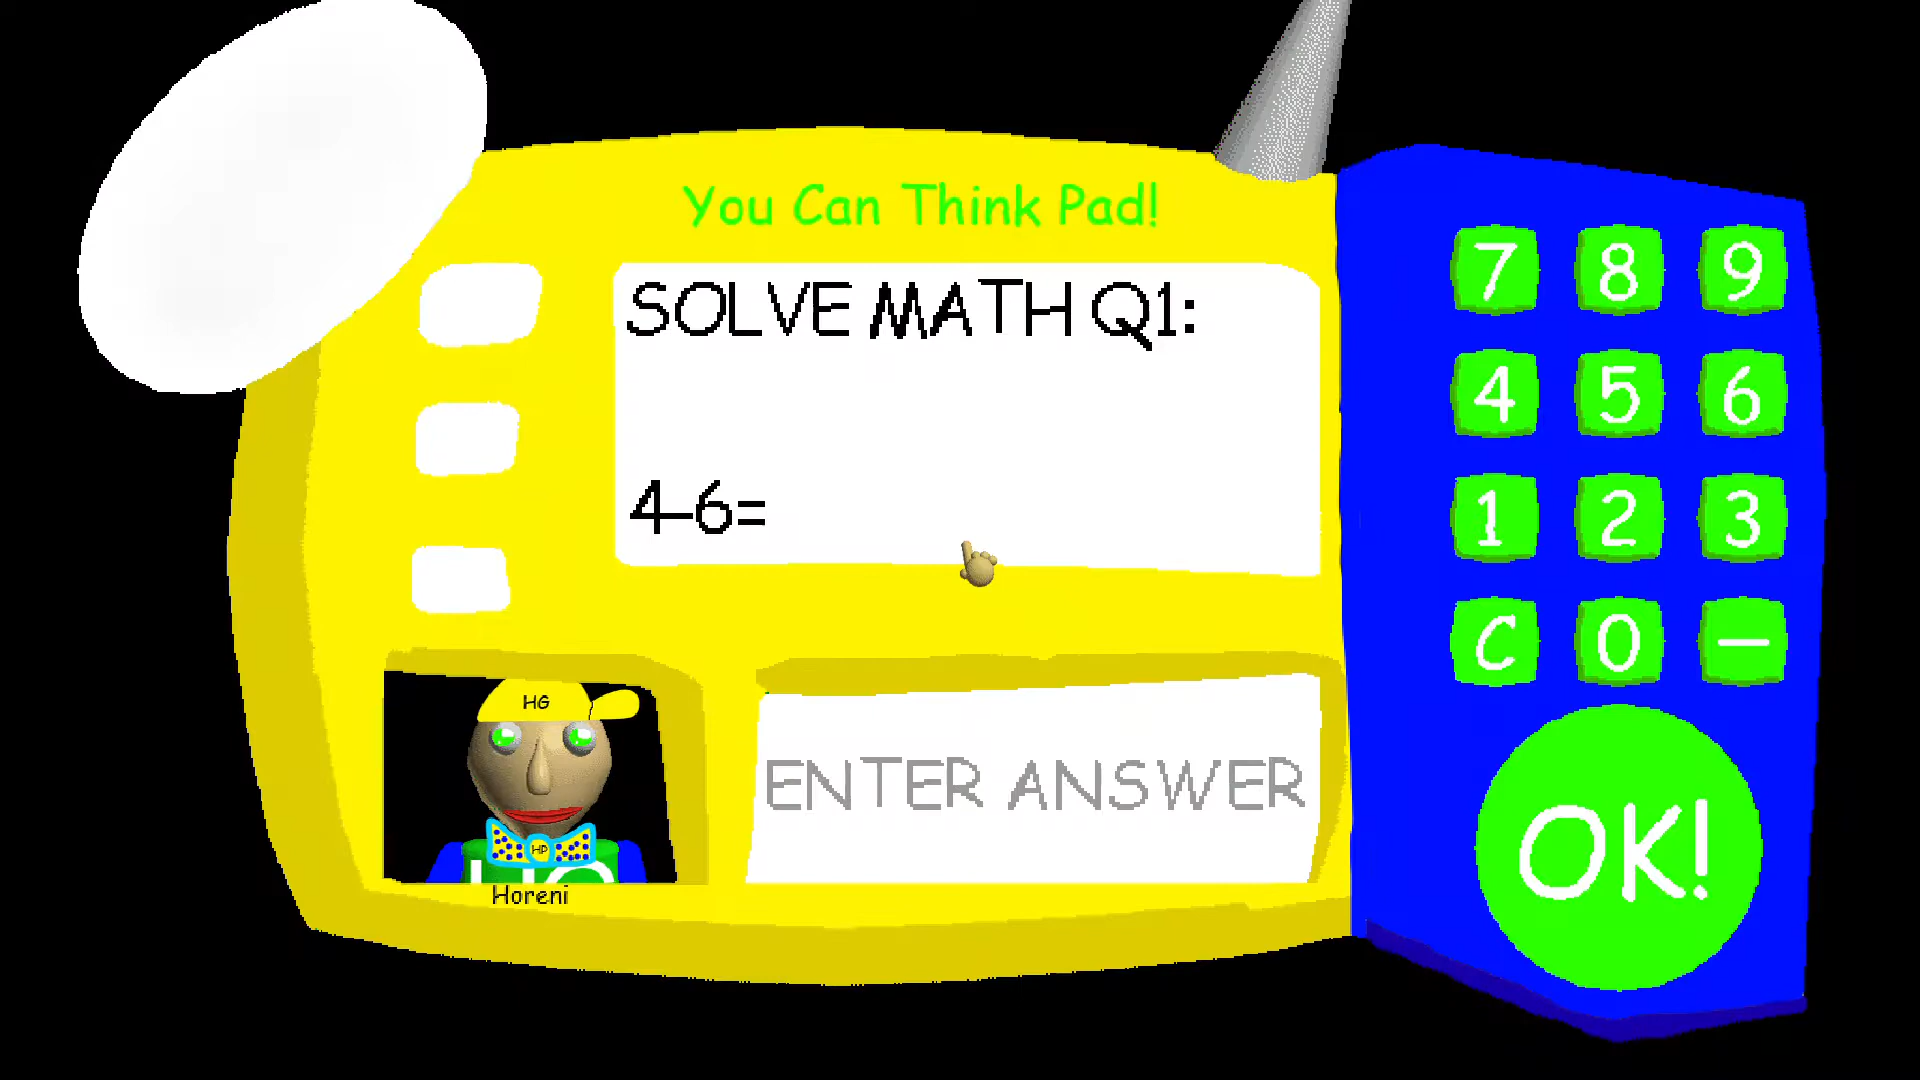 You Can Think Pad!
SOLVE MATH Q1:
4-6=
7 8 9
4 5 6
1 2 3
C 0 -
HG
HP
ENTER ANSWER
OK!
Horeni